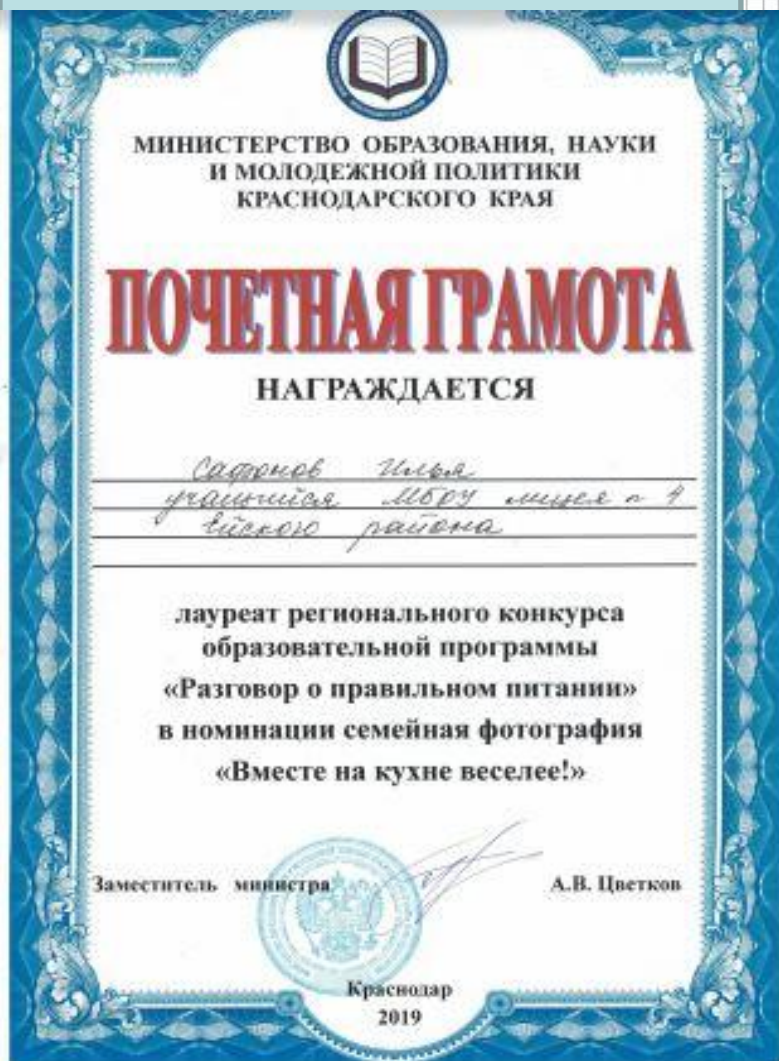 МИНИСТЕРСТВО ОБРАЗОВАНИЯ, НАУКИ
И МОЛОДЕЖНОЙ ПОЛИТИКИ
КРАСНОДАРСКОГО КРАЯ
ПОЧЕТНАЯ ГРАМОТА
НАГРАЖДАЕТСЯ
Сафонов Илья
учащийся МБОУ лицея № 4
Ейского района
лауреат регионального конкурса
образовательной программы
«Разговор о правильном питании»
в номинации семейная фотография
«Вместе на кухне веселее!»
Заместитель министра А.В. Цветков
Краснодар
2019